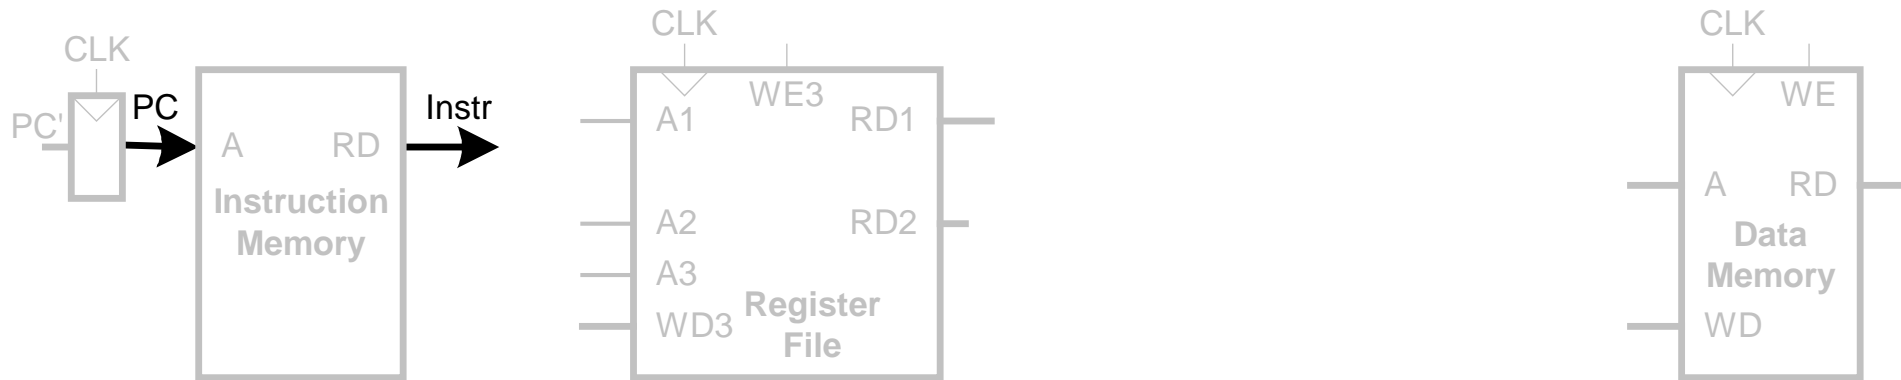 CLK
PC'
PC
A
RD
Instruction
Memory
Instr
CLK
WE3
A1
RD1
A2
RD2
A3
WD3
Register
File
CLK
WE
A
RD
Data
Memory
WD